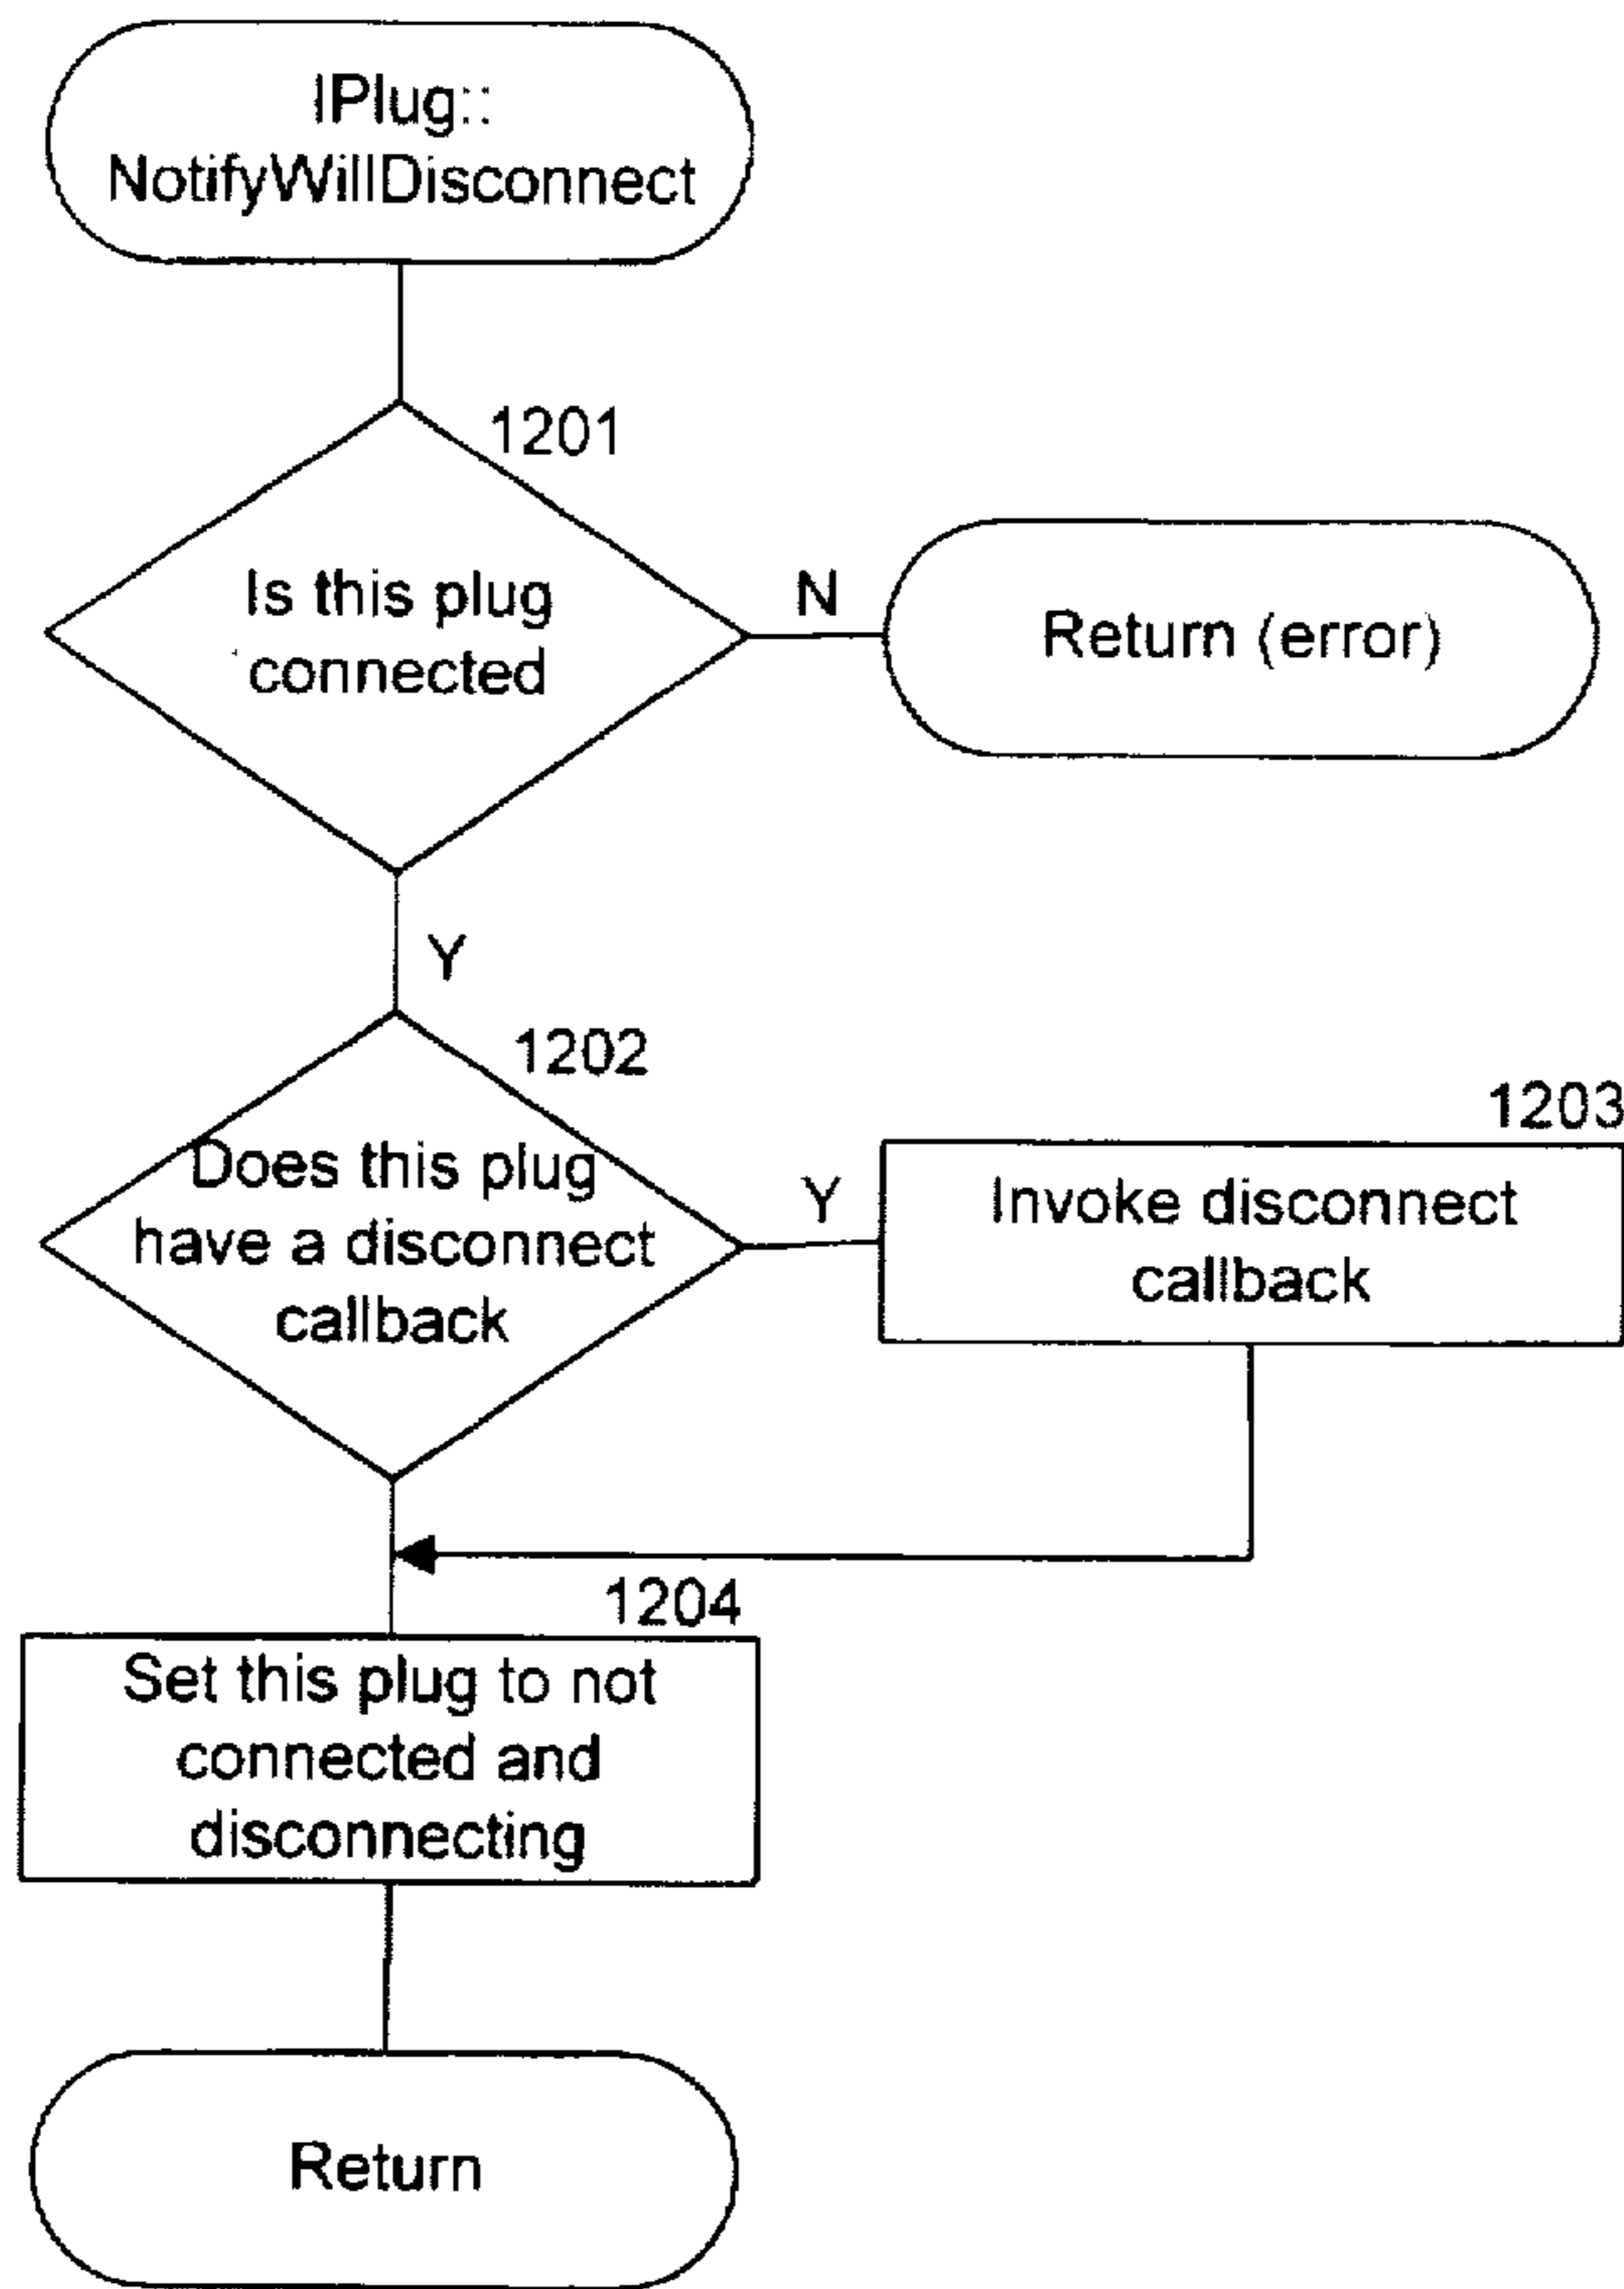 IPlug::
NotifyWillDisconnect
1201
Is this plug
connected
N
Return (error)
Y
1202
Does this plug
have a disconnect
callback
Y
1203
Invoke disconnect
callback
1204
Set this plug to not
connected and
disconnecting
Return